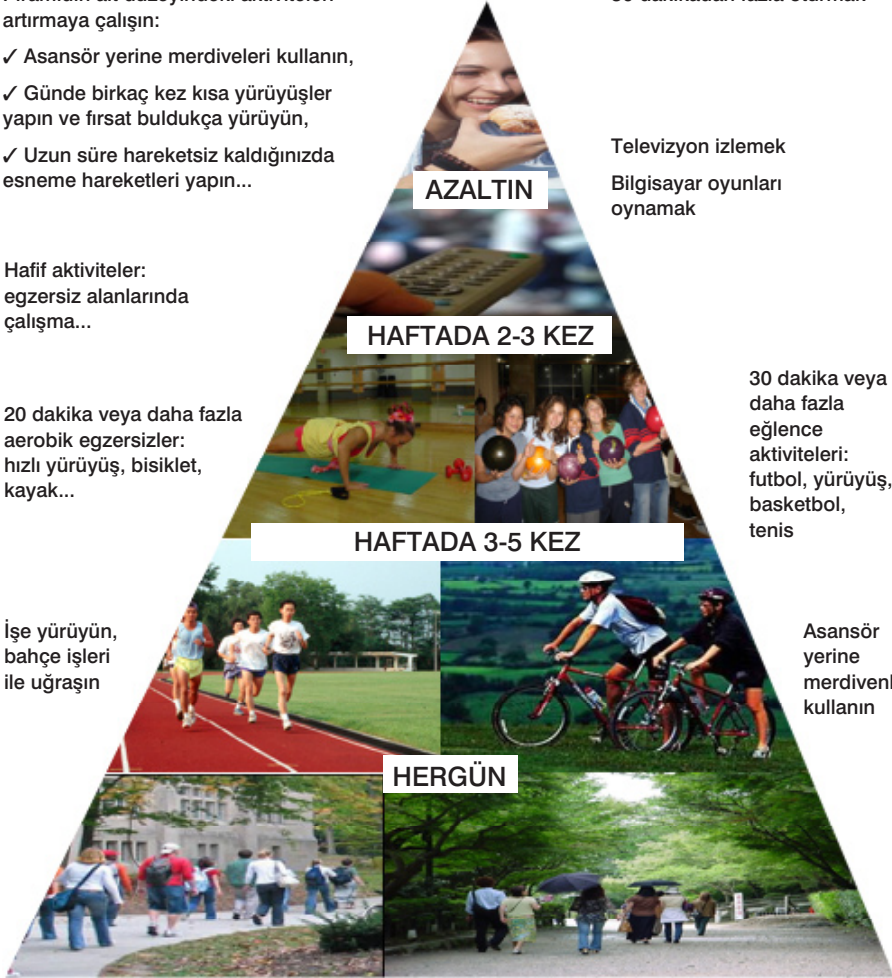 artırmaya çalışın:
✓ Asansör yerine merdiveleri kullanın,
✓ Günde birkaç kez kısa yürüyüşler
yapın ve fırsat buldukça yürüyün,
✓ Uzun süre hareketsiz kaldığınızda
esneme hareketleri yapın...
Televizyon izlemek
Bilgisayar oyunları
oynamak
AZALTIN
Hafif aktiviteler:
egzersiz alanlarında
çalışma...
HAFTADA 2-3 KEZ
20 dakika veya daha fazla
aerobik egzersizler:
hızlı yürüyüş, bisiklet,
kayak...
30 dakika veya
daha fazla
eğlence
aktiviteleri:
futbol, yürüyüş,
basketbol,
tenis
HAFTADA 3-5 KEZ
İşe yürüyün,
bahçe işleri
ile uğraşın
Asansör
yerine
kullanın
HERGÜN